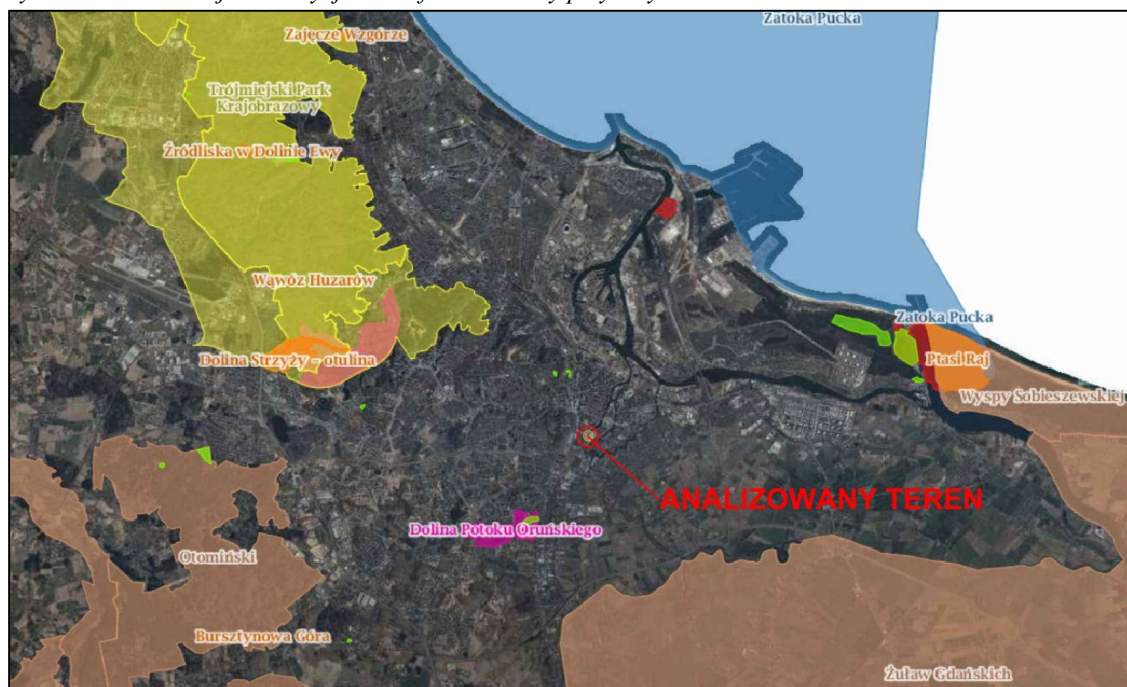 Zajęcze Wzgórze
Zatoka Pucka
Trójmiejski Park
Krajobrazowy
Źródliska w Dolinie Ewy
Wąwóz Huzarów
Zatoka Pucka
Dolina Strzyży – otulina
Ptasi Raj
Wyspy Sobieszewskiej
ANALIZOWANY TEREN
Dolina Potoku Oruńskiego
Otomiński
Bursztynowa Góra
Żuław Gdańskich